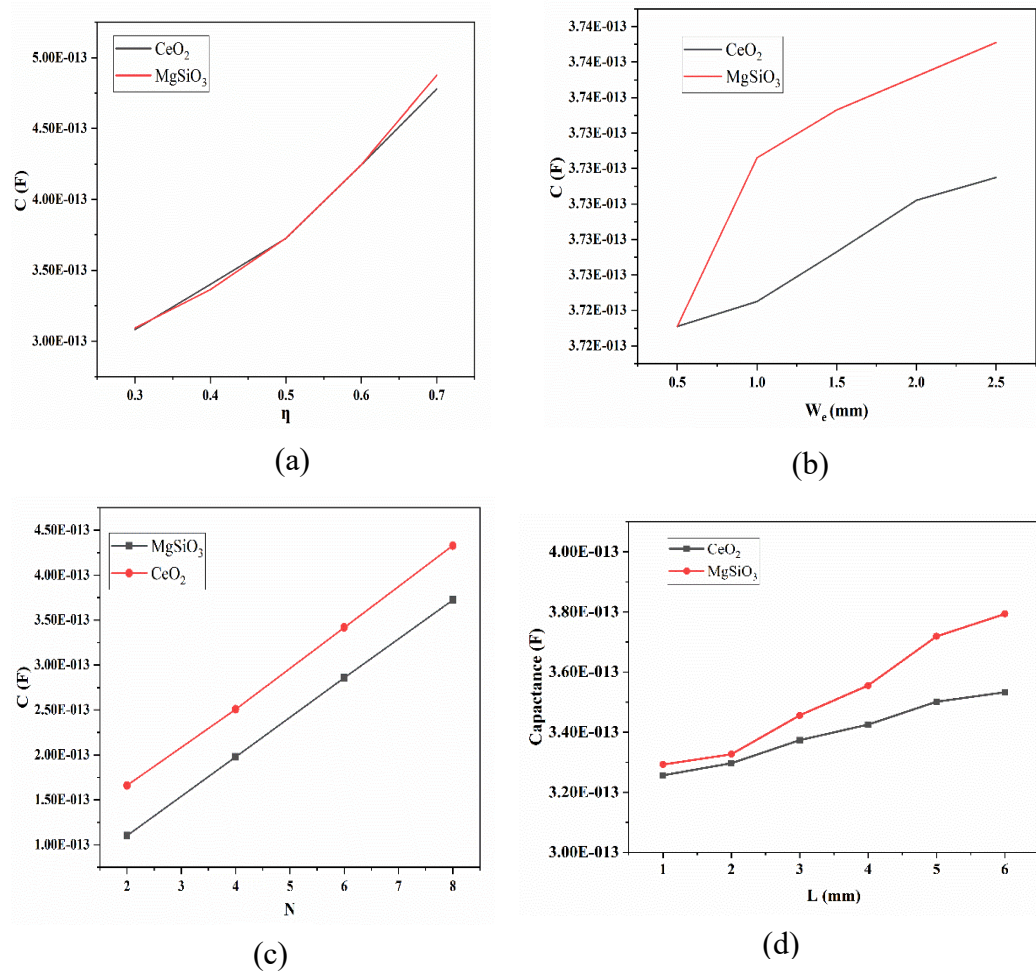 5.00E-013
4.50E-013
4.00E-013
3.50E-013
3.00E-013
C (F)
CeO₂
MgSiO₃
0.3 0.4 0.5 0.6 0.7
η
(a)
3.74E-013
3.74E-013
3.74E-013
3.73E-013
3.73E-013
3.73E-013
3.73E-013
3.73E-013
3.72E-013
3.72E-013
C (F)
CeO₂
MgSiO₃
0.5 1.0 1.5 2.0 2.5
Wₑ (mm)
(b)
4.50E-013
4.00E-013
3.50E-013
3.00E-013
2.50E-013
2.00E-013
1.50E-013
1.00E-013
C (F)
MgSiO₃
CeO₂
2 3 4 5 6 7 8
N
(c)
4.00E-013
3.80E-013
3.60E-013
3.40E-013
3.20E-013
3.00E-013
Capactance (F)
CeO₂
MgSiO₃
1 2 3 4 5 6
L (mm)
(d)